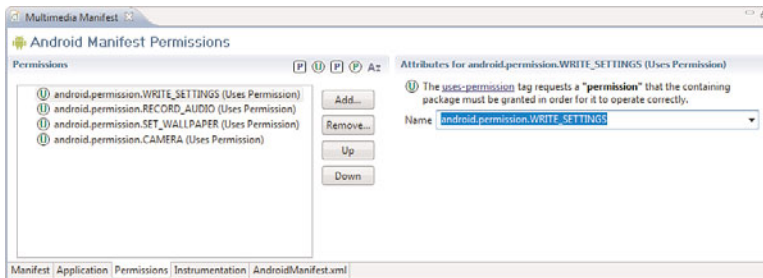 Multimedia Manifest
Android Manifest Permissions
Permissions
P U P P Az
Attributes for android.permission.WRITE_SETTINGS (Uses Permission)
U android.permission.WRITE_SETTINGS (Uses Permission)
U android.permission.RECORD_AUDIO (Uses Permission)
U android.permission.SET_WALLPAPER (Uses Permission)
U android.permission.CAMERA (Uses Permission)
Add...
Remove...
Up
Down
U The uses-permission tag requests a "permission" that the containing
package must be granted in order for it to operate correctly.
Name android.permission.WRITE_SETTINGS
Manifest Application Permissions Instrumentation AndroidManifest.xml